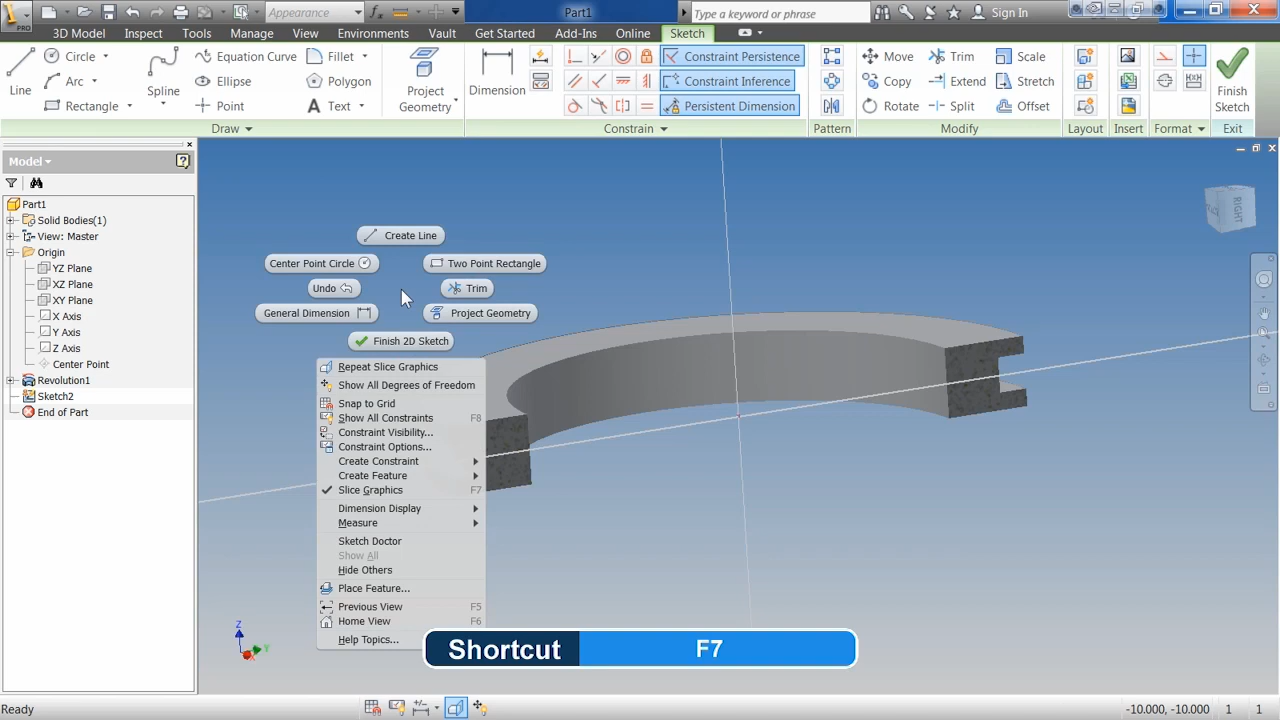 PRO
Appearance
Part1
Type a keyword or phrase
Sign In
3D Model
Inspect
Tools
Manage
View
Environments
Vault
Get Started
Add-Ins
Online
Sketch
Line
Circle
Arc
Rectangle
Spline
Equation Curve
Ellipse
Point
Fillet
Polygon
Text
Project
Geometry
Dimension
Constraint Persistence
Constraint Inference
Persistent Dimension
Move
Copy
Rotate
Trim
Extend
Split
Scale
Stretch
Offset
Finish
Sketch
Draw
Constrain
Pattern
Modify
Layout
Insert
Format
Exit
Model
Part1
Solid Bodies(1)
View: Master
Origin
YZ Plane
XZ Plane
XY Plane
X Axis
Y Axis
Z Axis
Center Point
Revolution1
Sketch2
End of Part
RIGHT
Create Line
Center Point Circle
Two Point Rectangle
Undo
Trim
General Dimension
Project Geometry
Finish 2D Sketch
Repeat Slice Graphics
Show All Degrees of Freedom
Snap to Grid
Show All Constraints F8
Constraint Visibility...
Constraint Options...
Create Constraint
Create Feature
Slice Graphics F7
Dimension Display
Measure
Sketch Doctor
Show All
Hide Others
Place Feature...
Previous View F5
Home View F6
Help Topics...
Shortcut F7
Z
Y
X
Ready
-10.000, -10.000 1 1